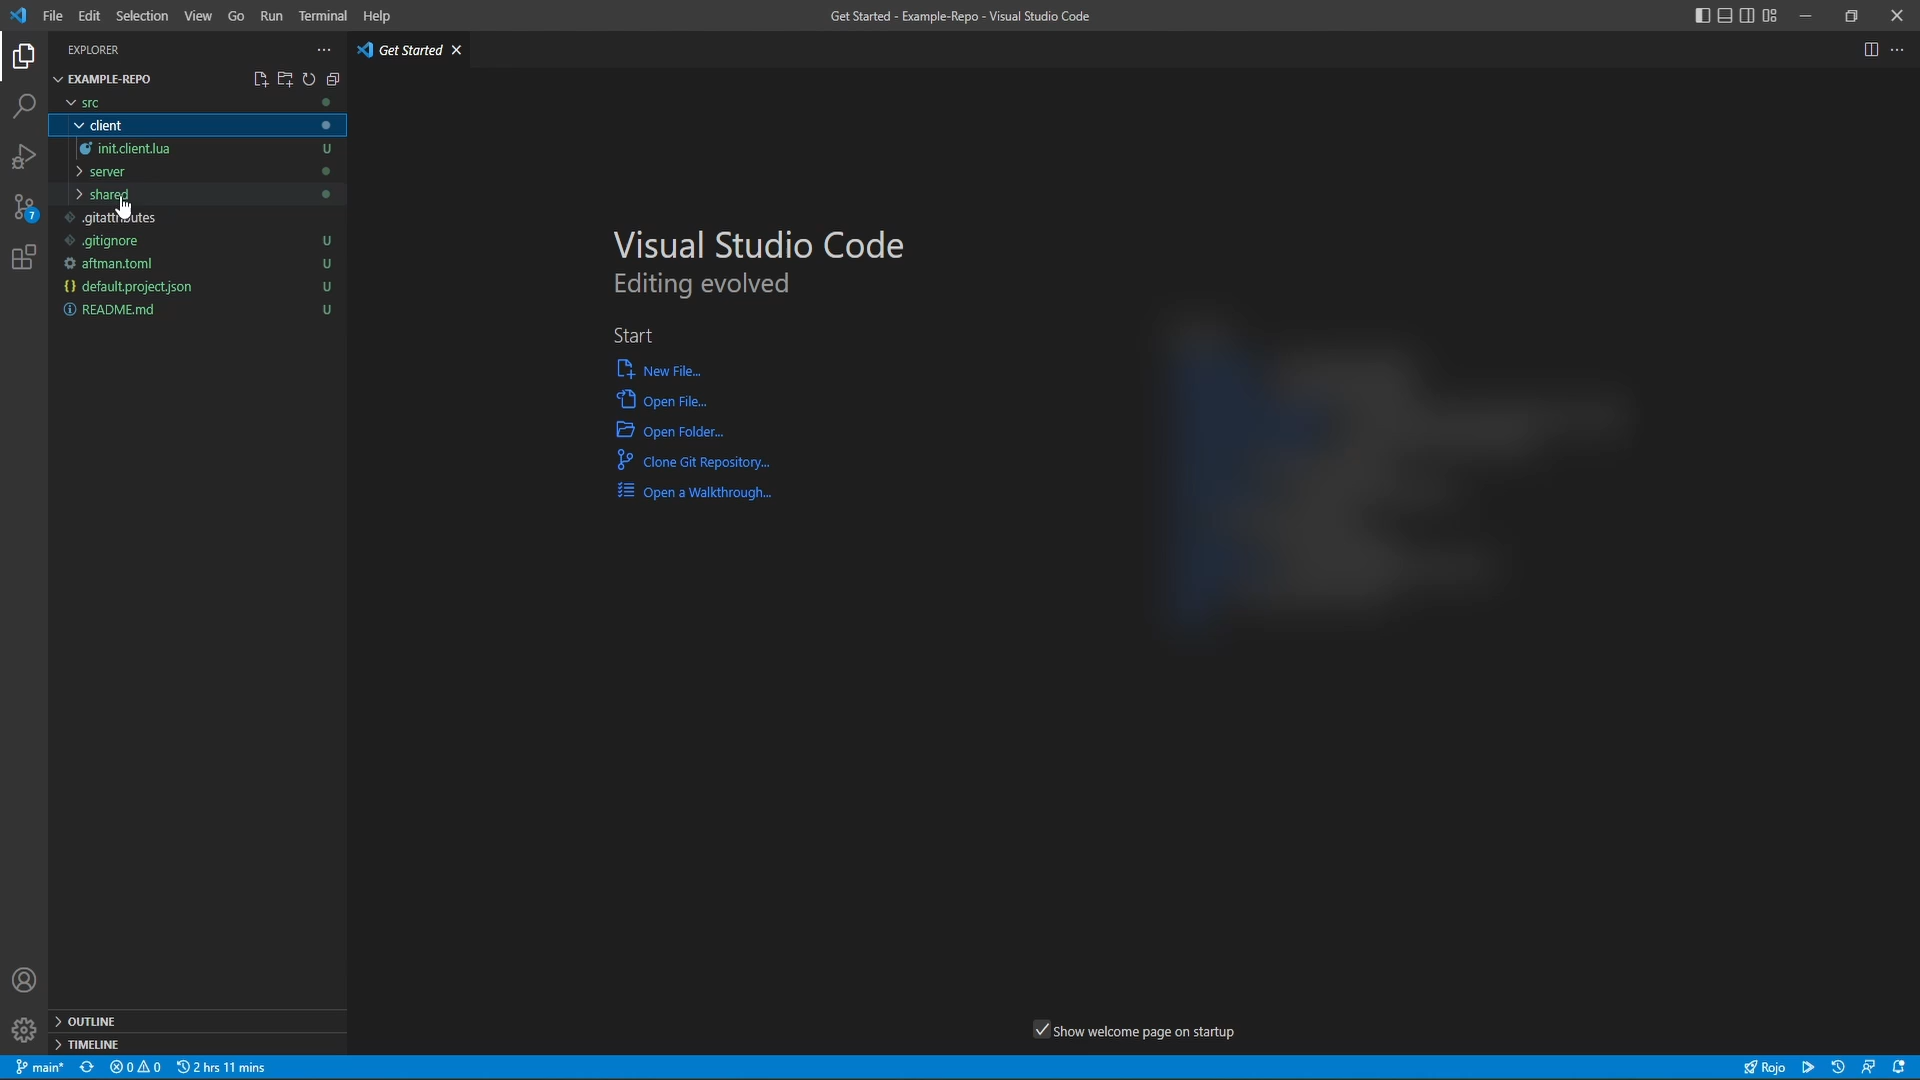 File Edit Selection View Go Run Terminal Help
Get Started - Example-Repo - Visual Studio Code
EXPLORER
Get Started
EXAMPLE-REPO
src
client
init.client.lua U
server
shared
.gitattributes
.gitignore U
aftman.toml U
default.project.json U
README.md U
7
Visual Studio Code
Editing evolved
Start
New File...
Open File...
Open Folder...
Clone Git Repository...
Open a Walkthrough...
OUTLINE
TIMELINE
Show welcome page on startup
main* 0 0 2 hrs 11 mins
Rojo